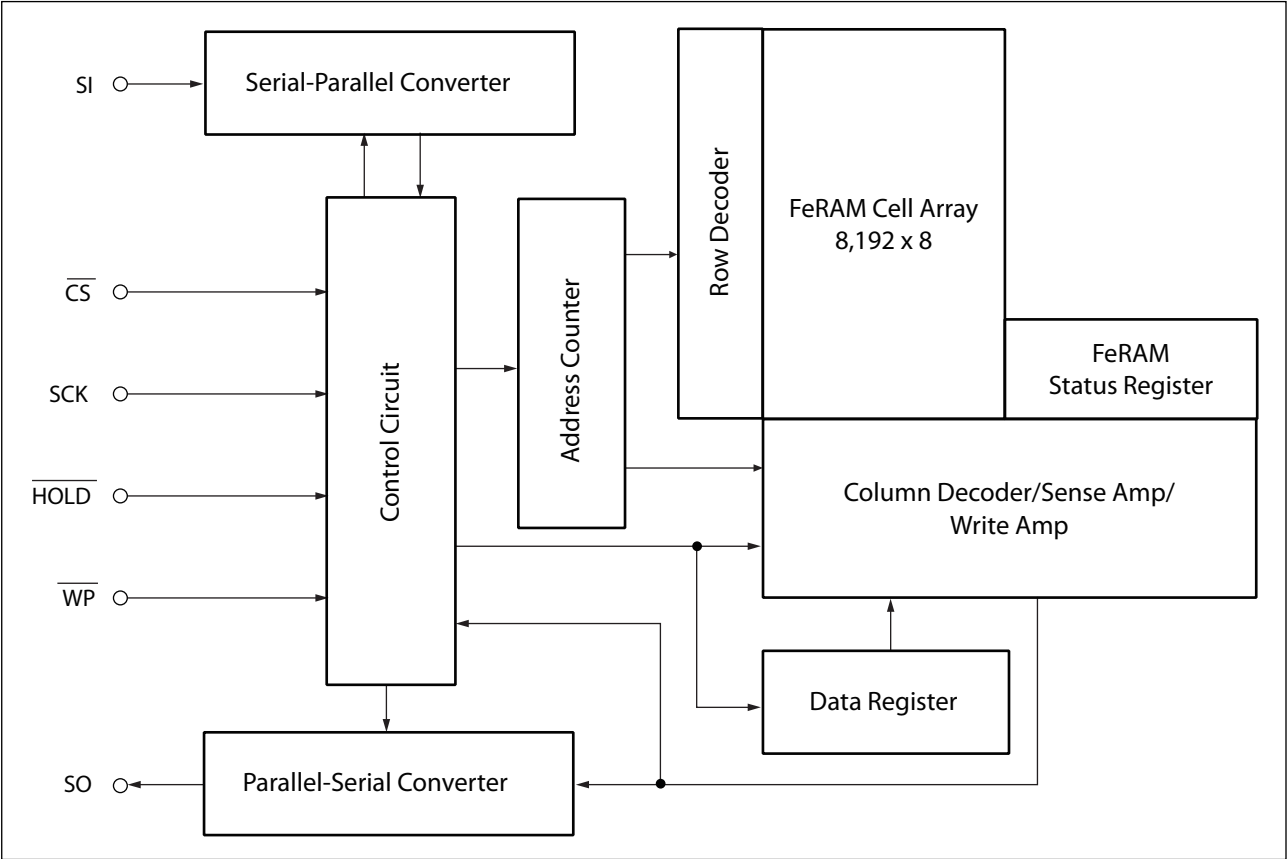 SI
Serial-Parallel Converter
Row Decoder
FeRAM Cell Array
8,192 x 8
CS
SCK
HOLD
WP
Control Circuit
Address Counter
FeRAM
Status Register
Column Decoder/Sense Amp/
Write Amp
Data Register
SO
Parallel-Serial Converter